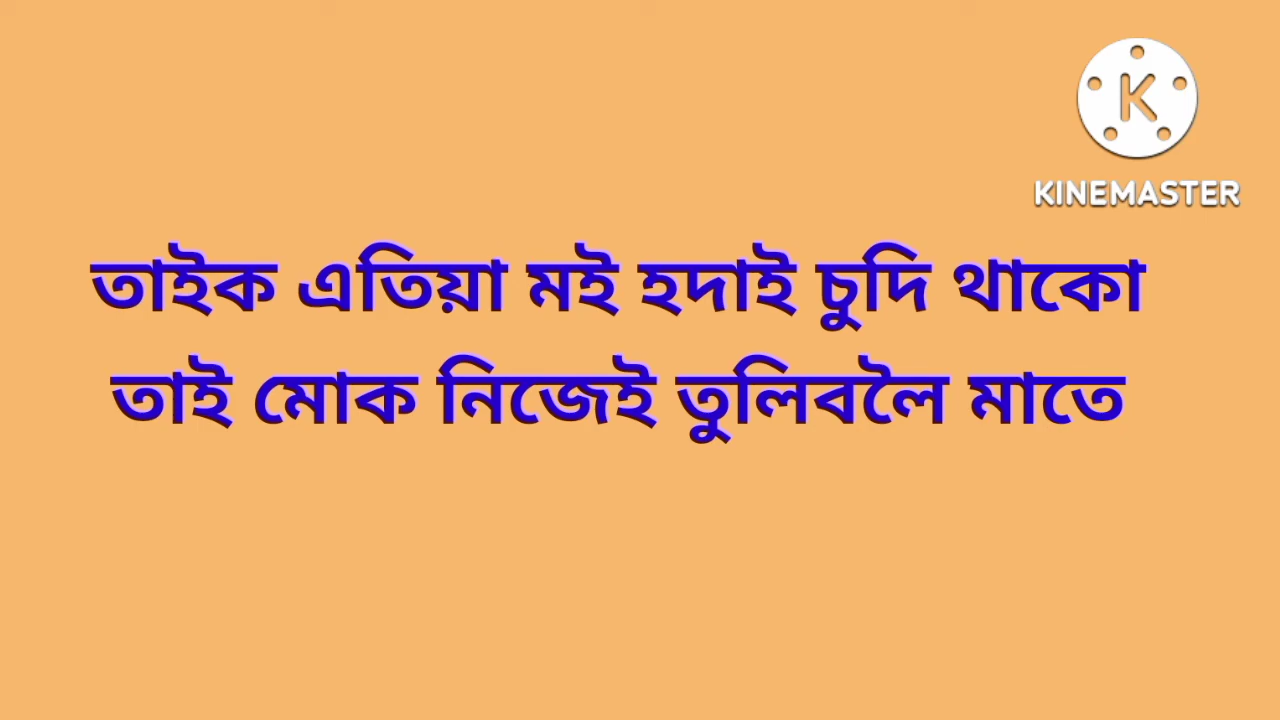 K
KINEMASTER
তাইক এতিয়া মই হদাই চুদি থাকো
তাই মোক নিজেই তুলিবলৈ মাতে